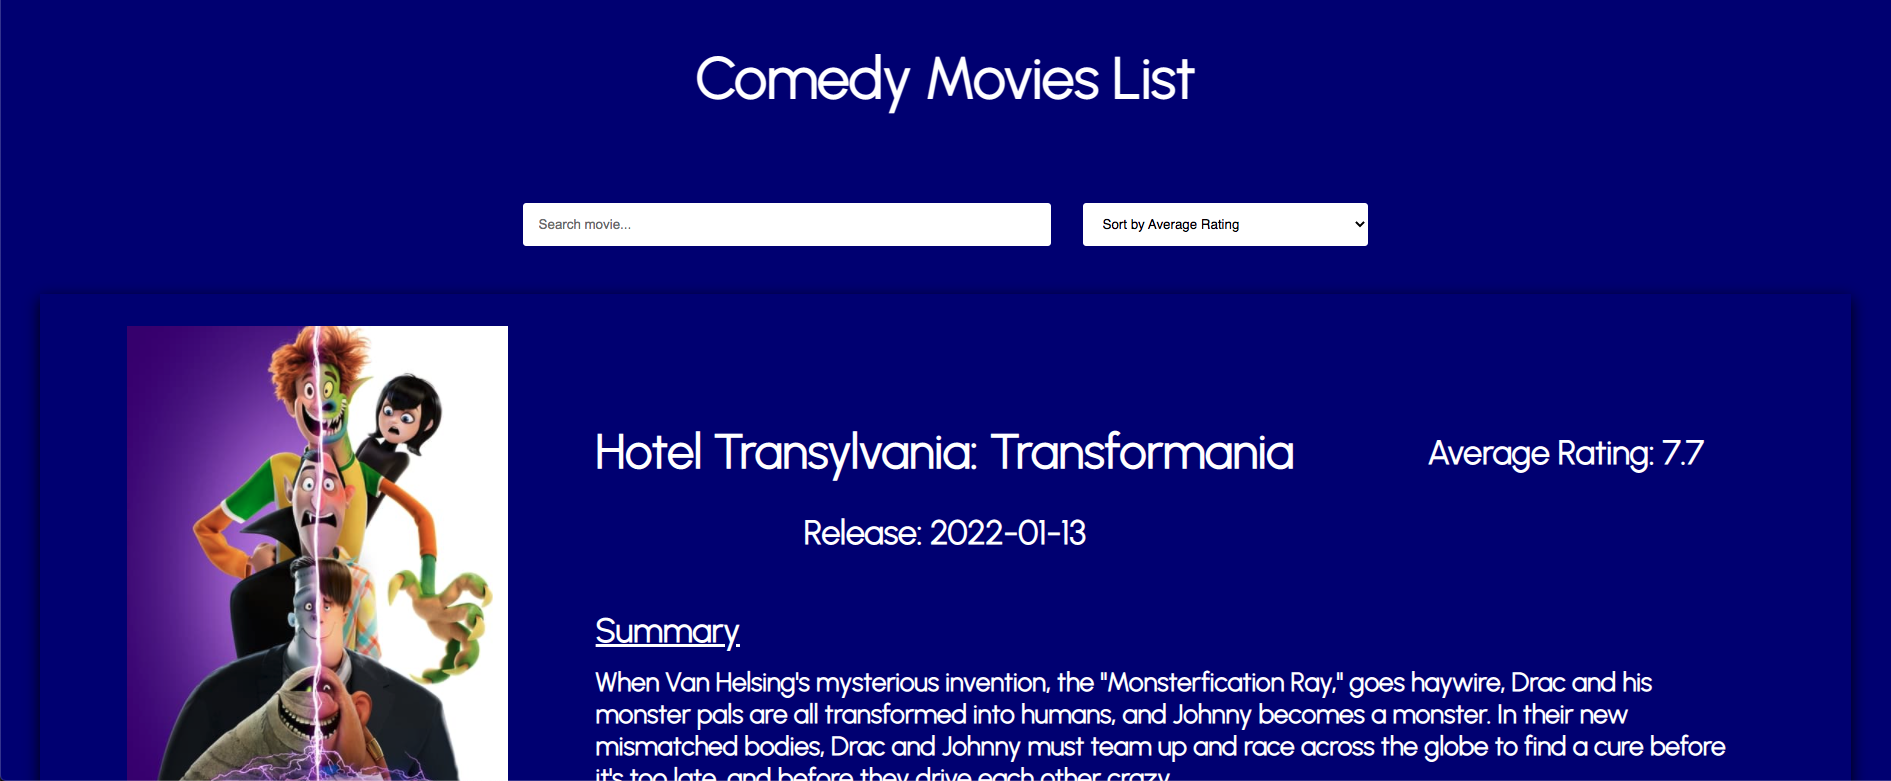 Comedy Movies List
Search movie...
Sort by Average Rating
Hotel Transylvania: Transformania
Average Rating: 7.7
Release: 2022-01-13
Summary
When Van Helsing's mysterious invention, the "Monsterfication Ray," goes haywire, Drac and his
monster pals are all transformed into humans, and Johnny becomes a monster. In their new
mismatched bodies, Drac and Johnny must team up and race across the globe to find a cure before
it's too late, and before they drive each other crazy.